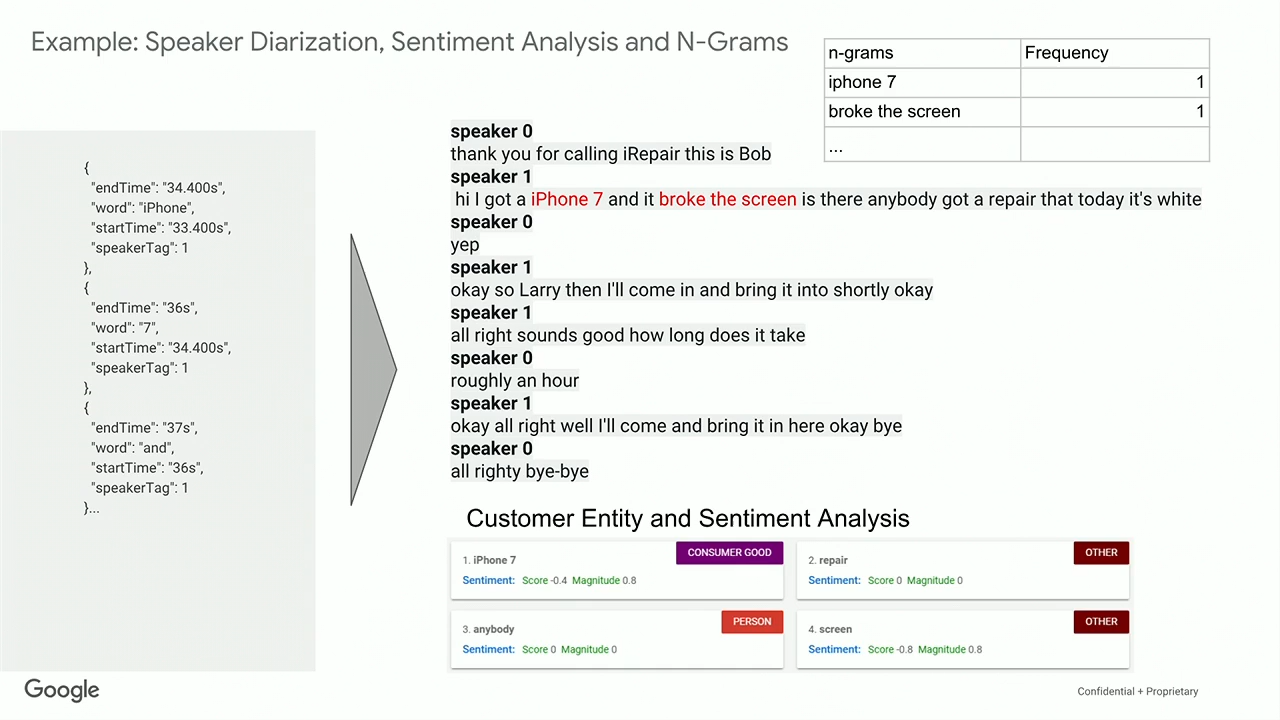 Example: Speaker Diarization, Sentiment Analysis and N-Grams
n-grams Frequency
iphone 7 1
broke the screen 1
...
{
"endTime": "34.400s",
"word": "iPhone",
"startTime": "33.400s",
"speakerTag": 1
},
{
"endTime": "36s",
"word": "7",
"startTime": "34.400s",
"speakerTag": 1
},
{
"endTime": "37s",
"word": "and",
"startTime": "36s",
"speakerTag": 1
}...
speaker 0
thank you for calling iRepair this is Bob
speaker 1
hi I got a iPhone 7 and it broke the screen is there anybody got a repair that today it's white
speaker 0
yep
speaker 1
okay so Larry then I'll come in and bring it into shortly okay
speaker 1
all right sounds good how long does it take
speaker 0
roughly an hour
speaker 1
okay all right well I'll come and bring it in here okay bye
speaker 0
all righty bye-bye
Customer Entity and Sentiment Analysis
1. iPhone 7 CONSUMER GOOD
Sentiment: Score -0.4 Magnitude 0.8
2. repair OTHER
Sentiment: Score 0 Magnitude 0
3. anybody PERSON
Sentiment: Score 0 Magnitude 0
4. screen OTHER
Sentiment: Score -0.8 Magnitude 0.8
Google
Confidential + Proprietary